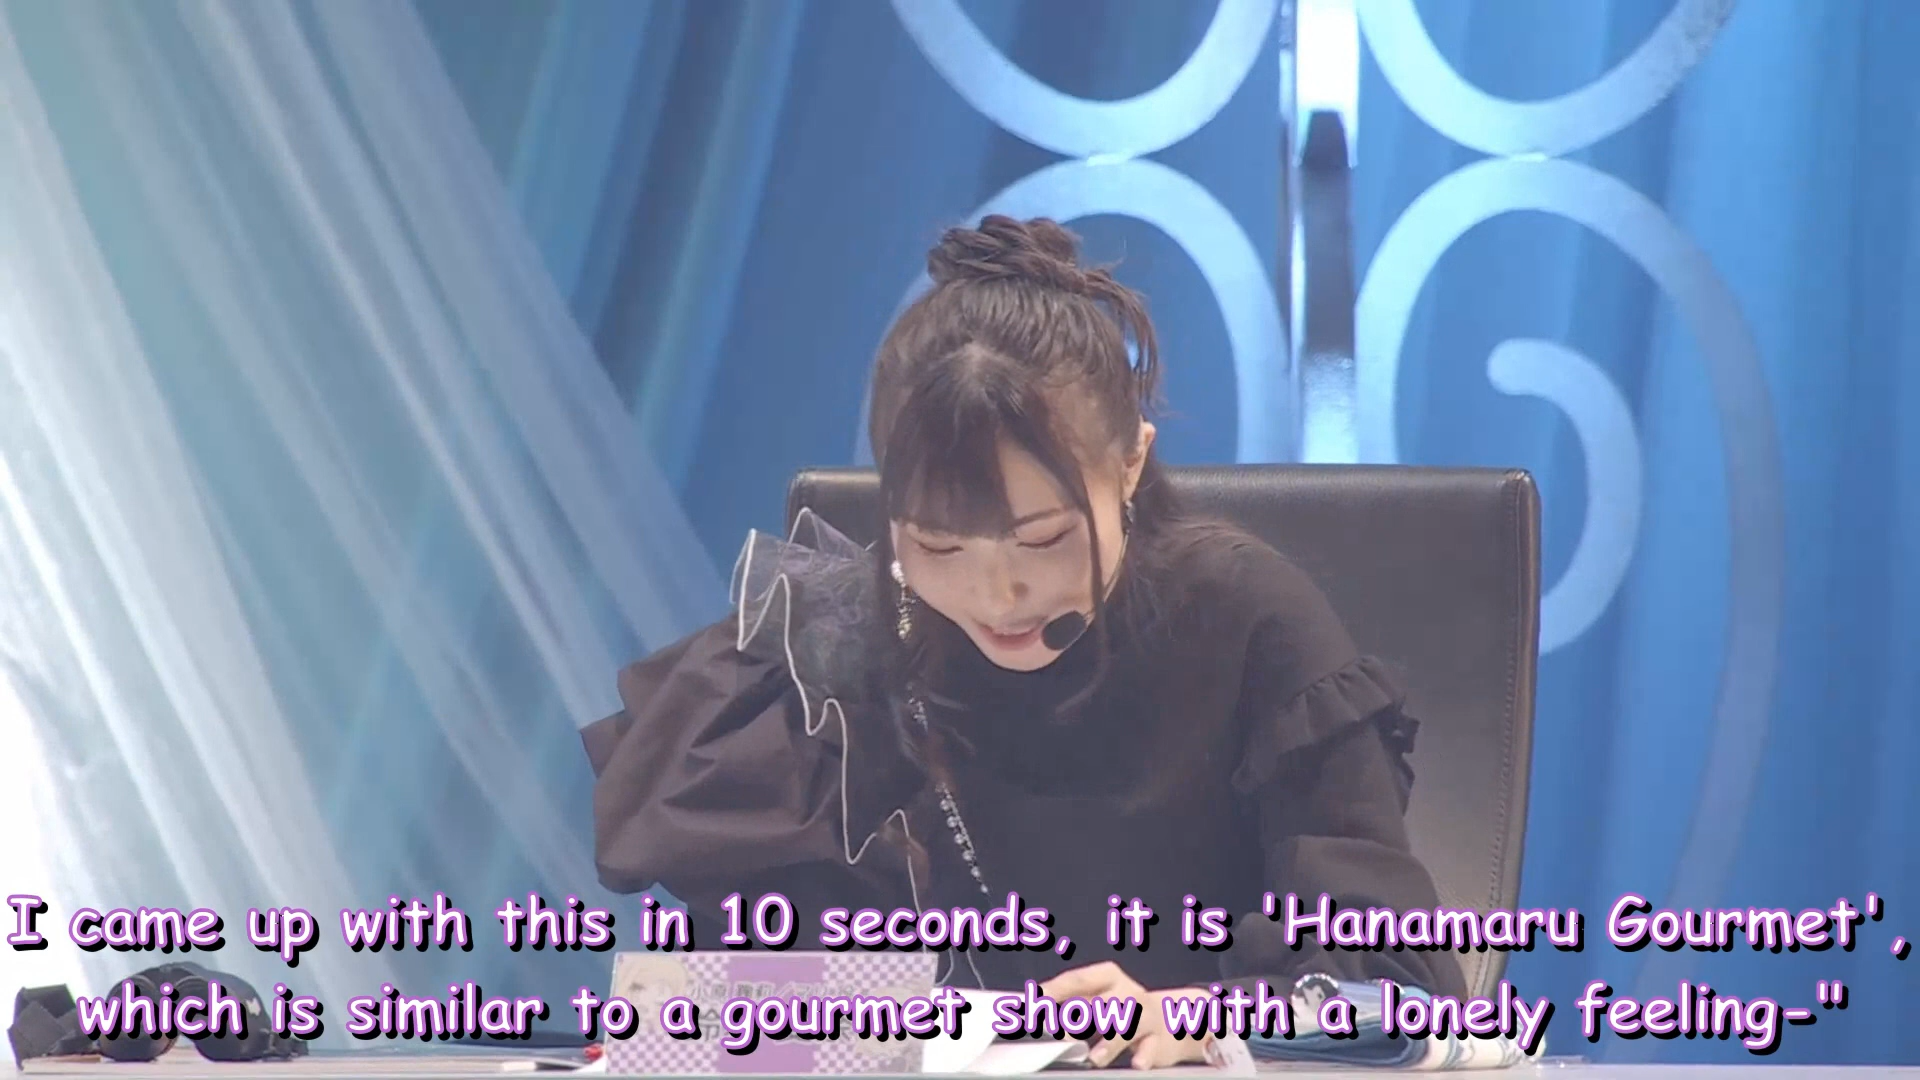 I came up with this in 10 seconds, it is 'Hanamaru Gourmet',
which is similar to a gourmet show with a lonely feeling-"